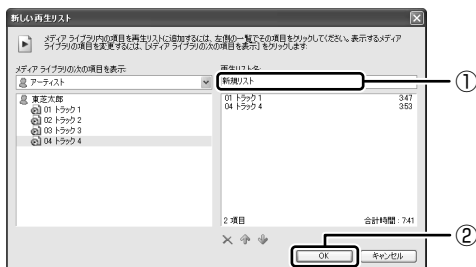 新しい再生リスト
メディア ライブラリ内の項目を再生リストに追加するには、左側の一覧でその項目をクリックしてください。表示するメディア
ライブラリの項目を変更するには、[メディア ライブラリの次の項目を表示] をクリックします。
メディア ライブラリの次の項目を表示:
再生リスト名:
アーティスト
新規リスト
①
東芝太郎
01 トラック 1
02 トラック 2
03 トラック 3
04 トラック 4
01 トラック 1 3:47
04 トラック 4 3:53
2 項目 合計時間 : 7:41
②
OK キャンセル